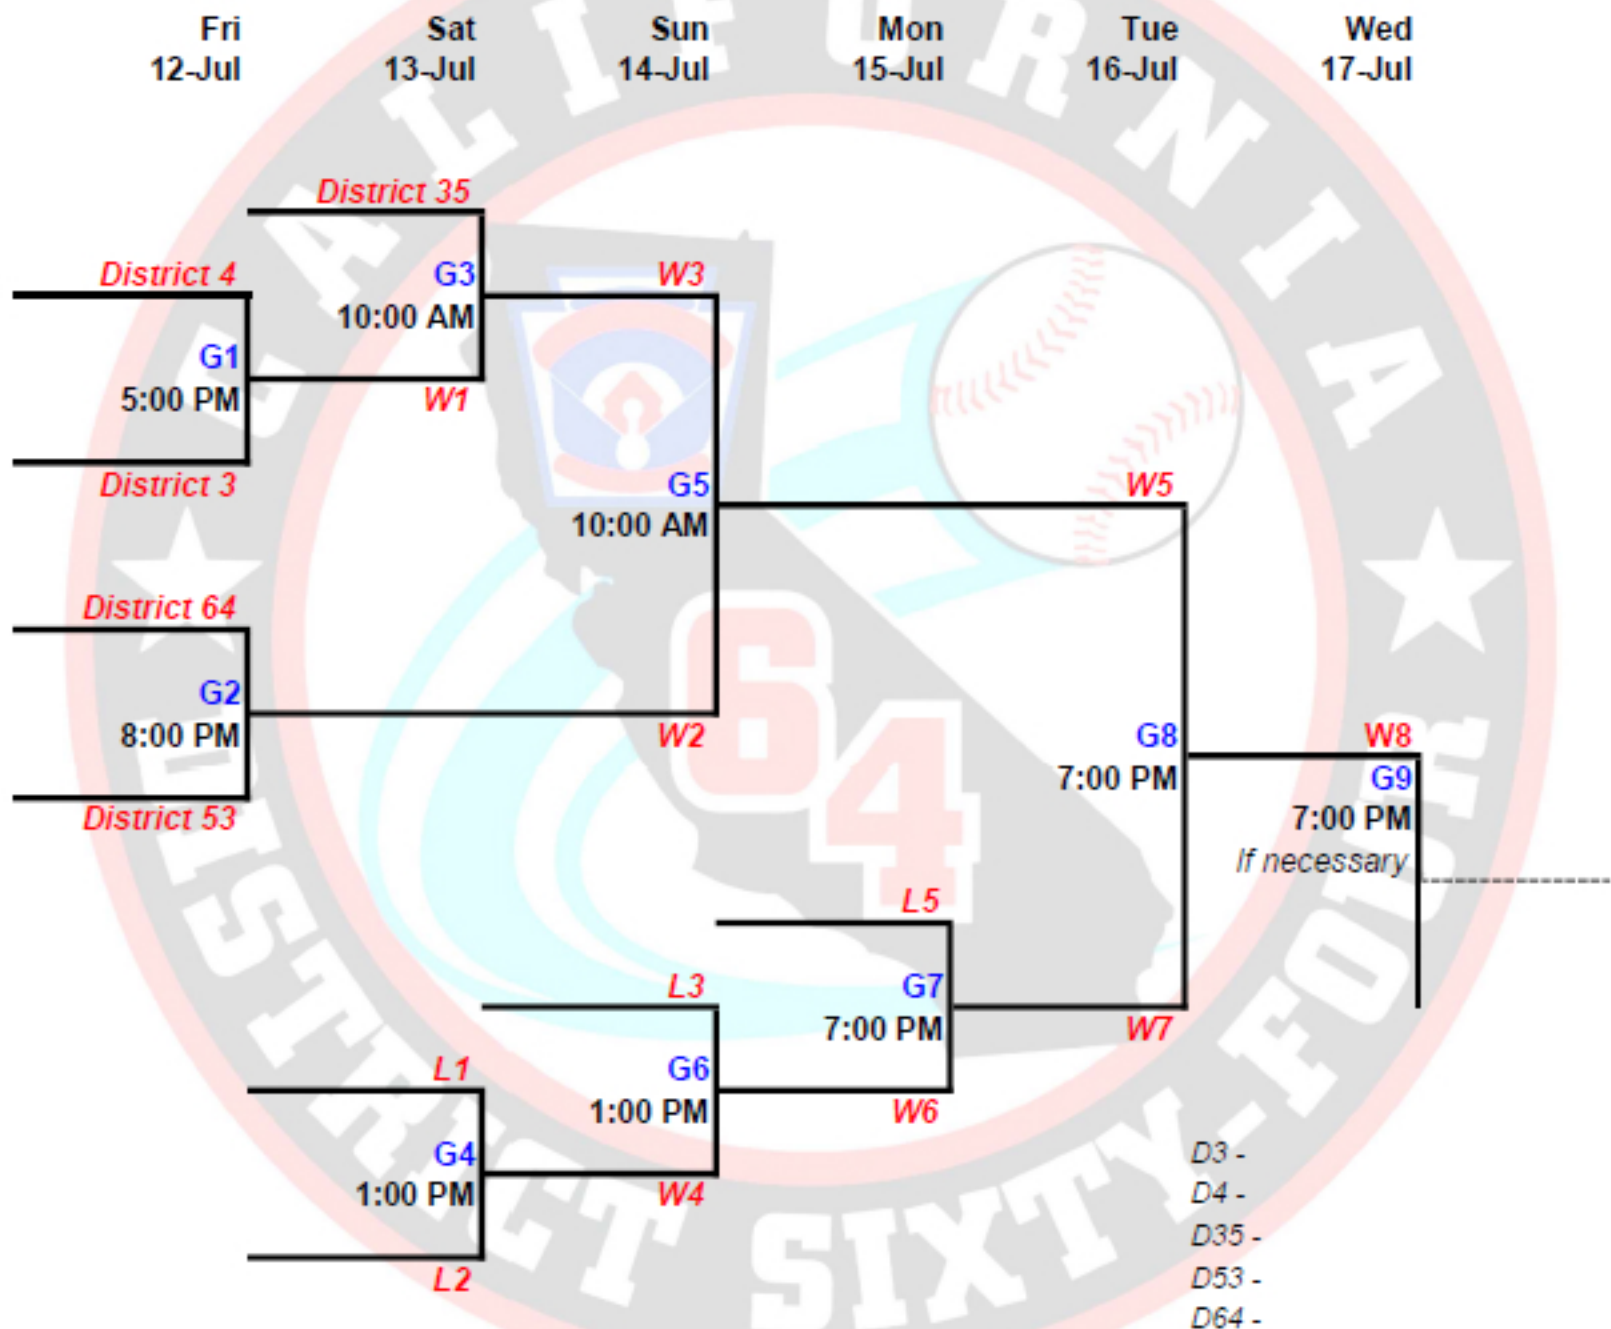 Fri Sat Sun Mon Tue Wed
12-Jul 13-Jul 14-Jul 15-Jul 16-Jul 17-Jul
CALIFORNIA
District 35
District 4
G3
W3
10:00 AM
G1
5:00 PM
W1
District 3
G5
W5
10:00 AM
District 64
64
G2
8:00 PM
W2
G8
W8
7:00 PM
G9
7:00 PM
If necessary
District 53
L5
L3
G7
7:00 PM
W7
L1
G6
1:00 PM
W6
G4
1:00 PM
W4
L2
D3 -
D4 -
D35 -
D53 -
D64 -
DISTRICT SIXTY-FOUR